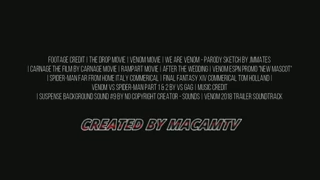 FOOTAGE CREDIT | THE DROP MOVIE | VENOM MOVIE | WE ARE VENOM - PARODY SKETCH BY JMMATES
| CARNAGE THE FILM BY CARNAGE MOVIE | RAMPART MOVIE | AFTER THE WEDDING | VENOM ESPN PROMO "NEW MASCOT"
| SPIDER-MAN FAR FROM HOME ITALY COMMERICAL | FINAL FANTASY XIV COMMERICAL TOM HOLLAND |
VENOM VS SPIDER-MAN PART 1 & 2 BY VS GAG | MUSIC CREDIT
| SUSPENSE BACKGROUND SOUND #9 BY NO COPYRIGHT CREATOR - SOUNDS | VENOM 2018 TRAILER SOUNDTRACK
CREATED BY MACAMTV